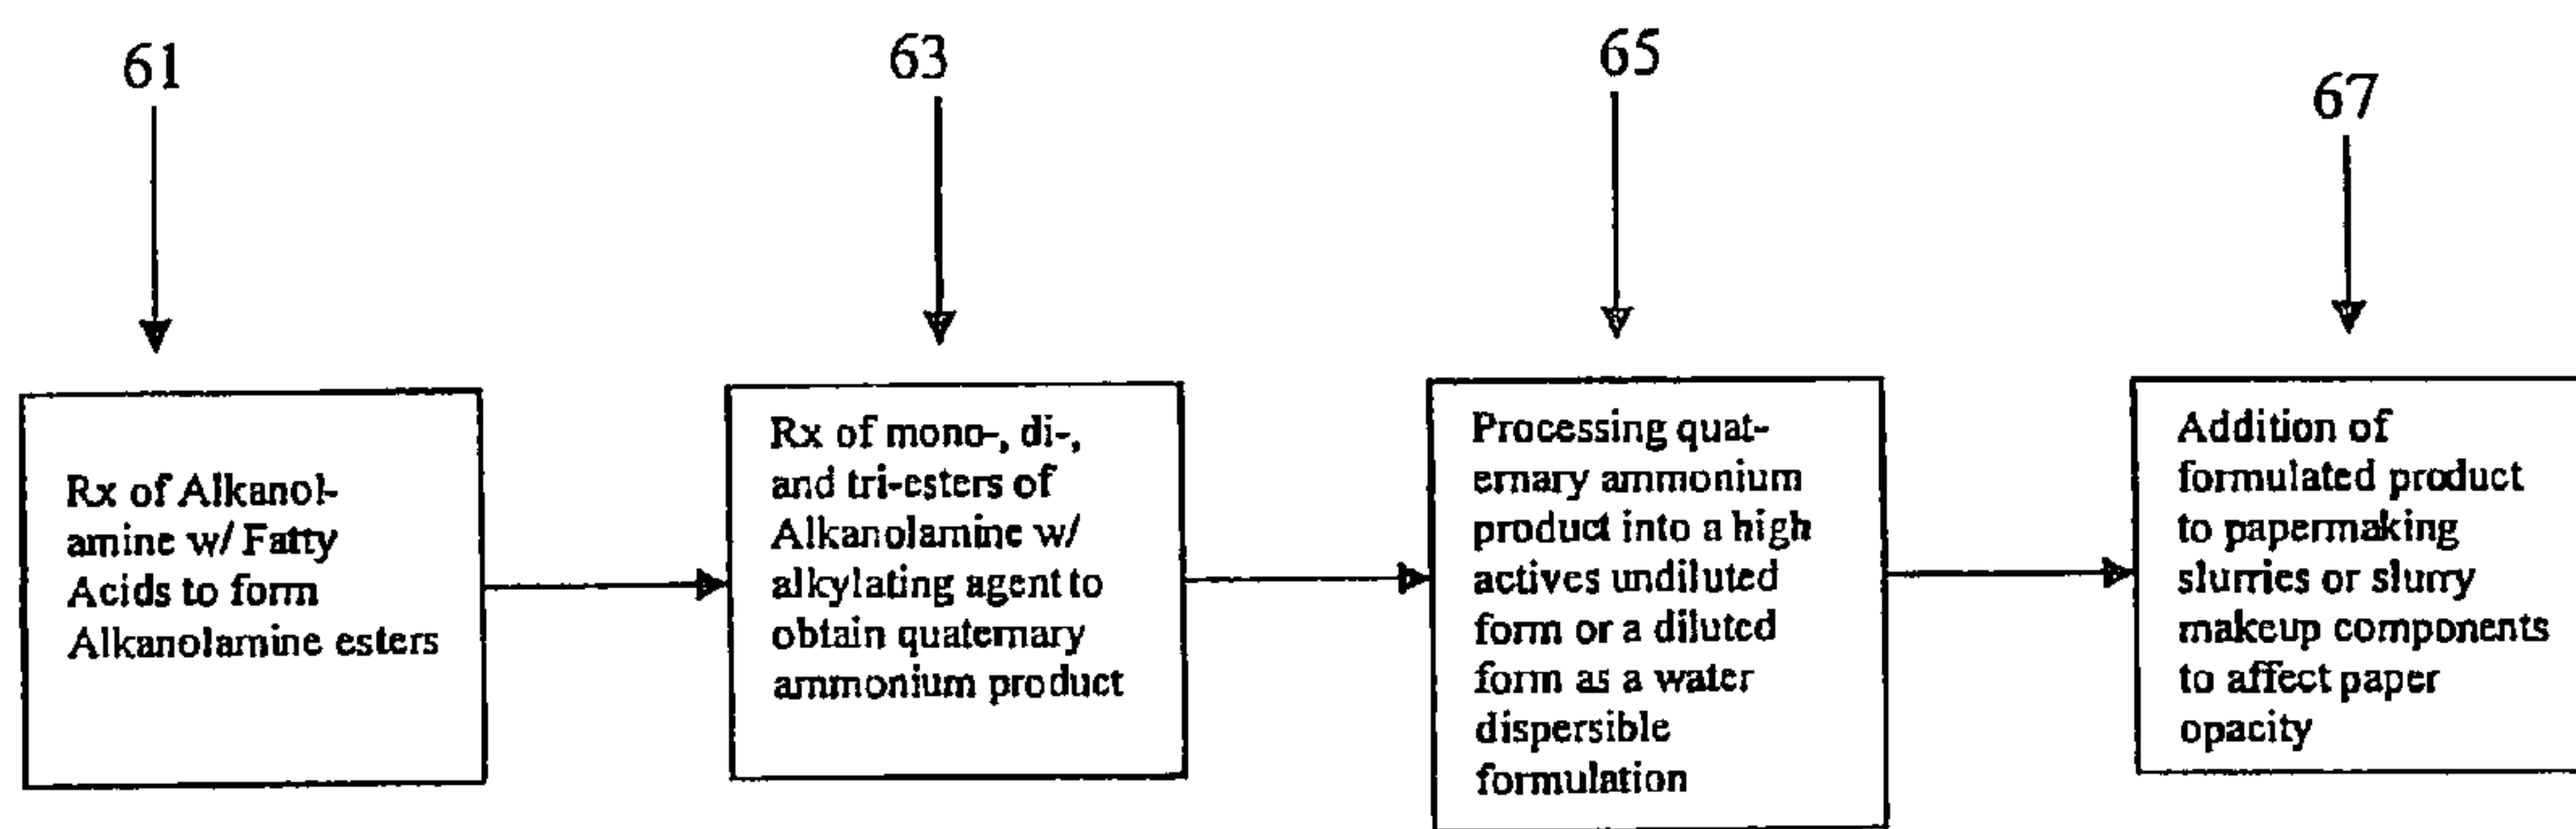 61
63
65
67
Rx of Alkanol-
amine w/ Fatty
Acids to form
Alkanolamine esters
Rx of mono-, di-,
and tri-esters of
Alkanolamine w/
alkylating agent to
obtain quaternary
ammonium product
Processing quat-
ernary ammonium
product into a high
actives undiluted
form or a diluted
form as a water
dispersible
formulation
Addition of
formulated product
to papermaking
slurries or slurry
makeup components
to affect paper
opacity